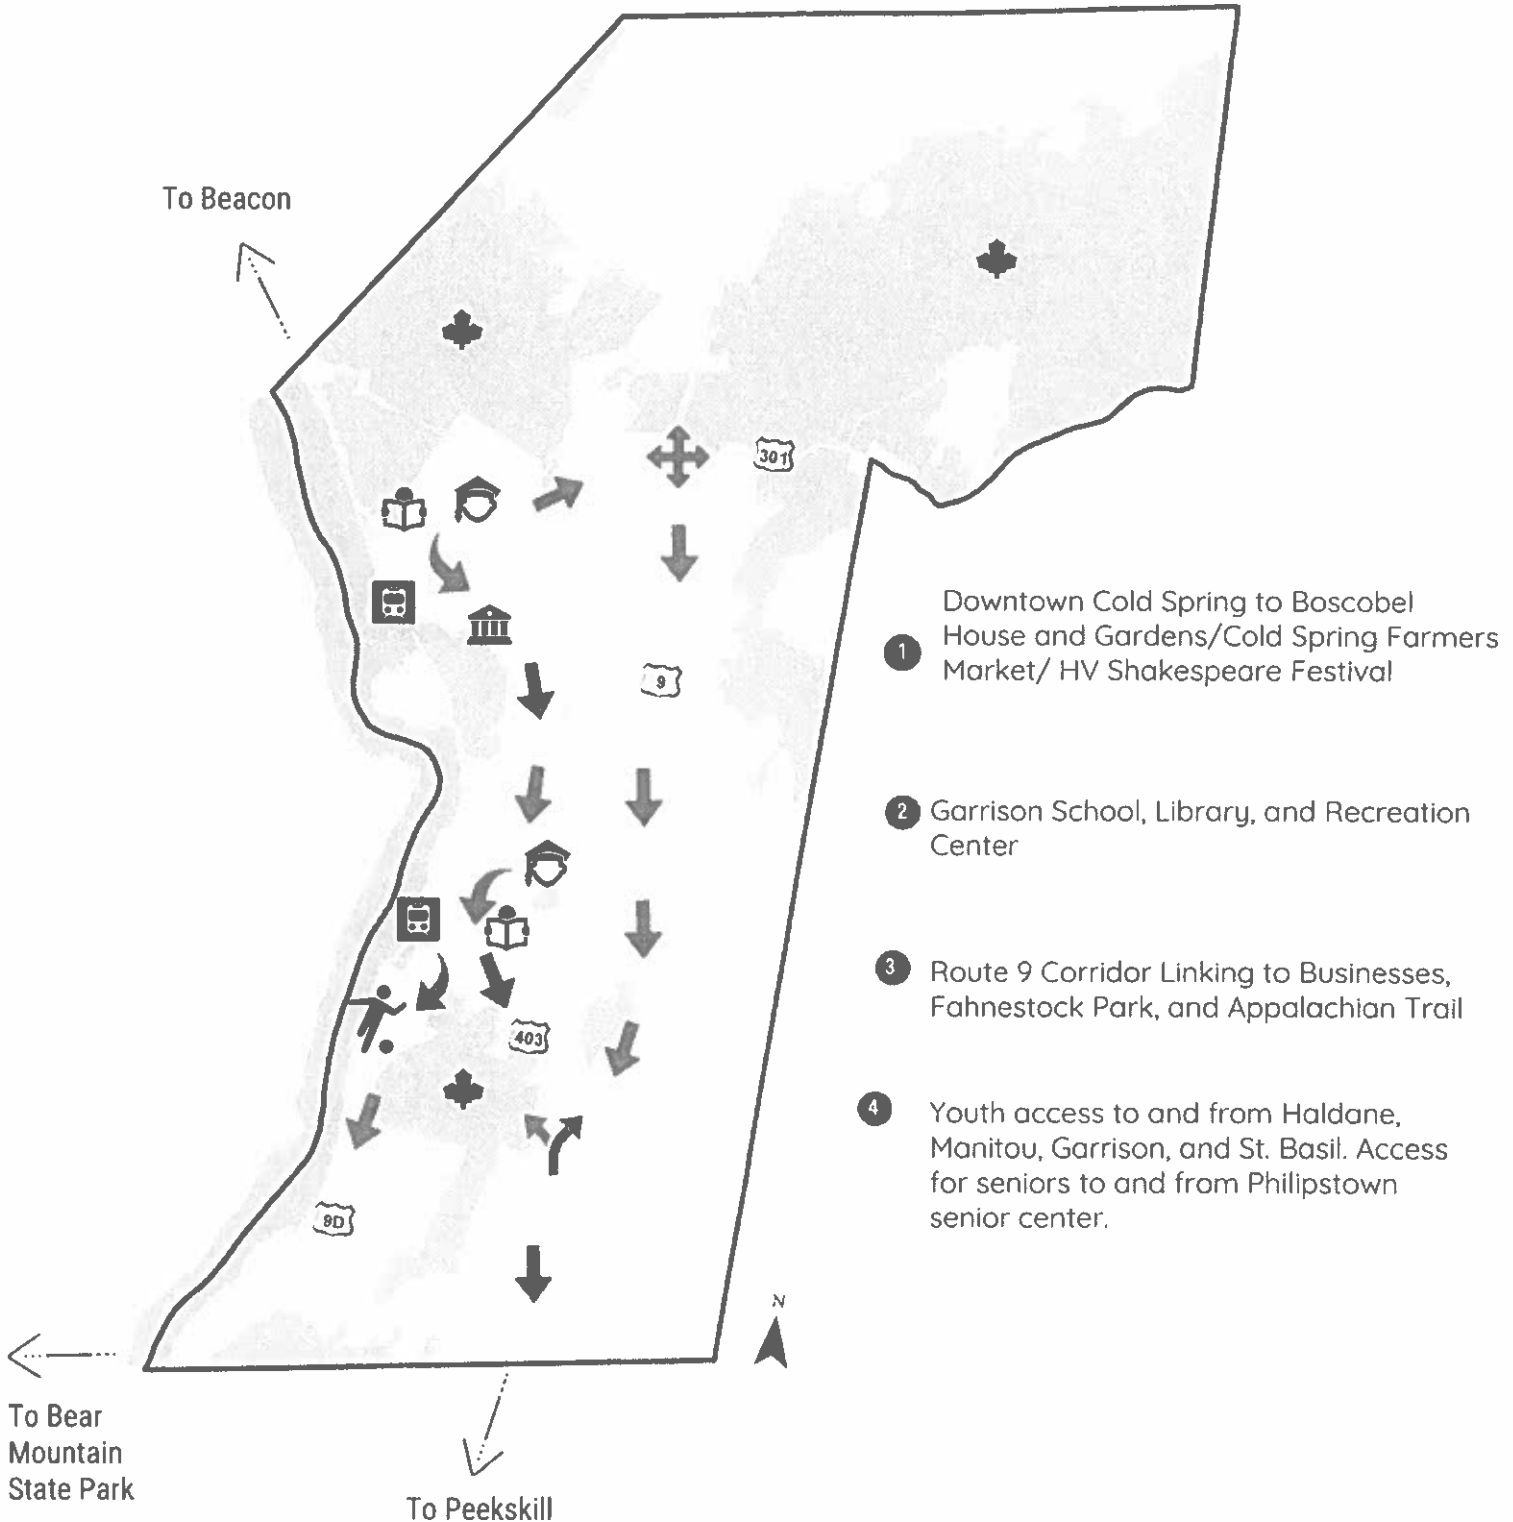 To Beacon
301
9
403
9D
1
Downtown Cold Spring to Boscobel
House and Gardens/Cold Spring Farmers
Market/ HV Shakespeare Festival
2
Garrison School, Library, and Recreation
Center
3
Route 9 Corridor Linking to Businesses,
Fahnestock Park, and Appalachian Trail
4
Youth access to and from Haldane,
Manitou, Garrison, and St. Basil. Access
for seniors to and from Philipstown
senior center.
N
To Bear
Mountain
State Park
To Peekskill